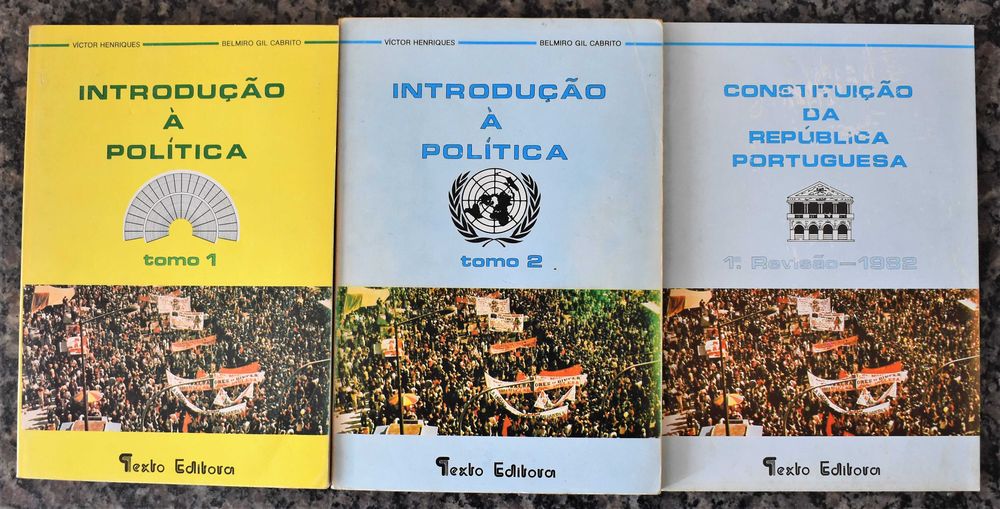 VÍCTOR HENRIQUES BELMIRO GIL CABRITO
INTRODUÇÃO
À
POLÍTICA
tomo 1
Texto Editora
VÍCTOR HENRIQUES BELMIRO GIL CABRITO
INTRODUÇÃO
À
POLÍTICA
tomo 2
Texto Editora
CONSTITUIÇÃO
DA
REPÚBLICA
PORTUGUESA
1ª. Revisão—1982
Texto Editora